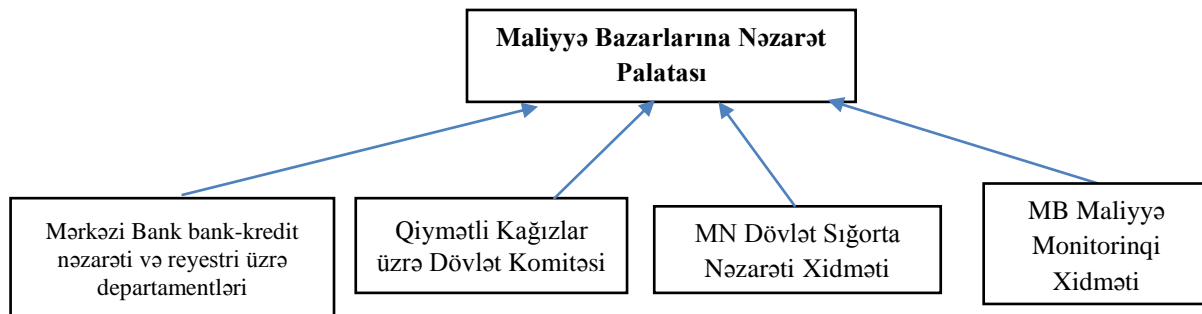 Maliyyə Bazarlarına Nəzarət
Palatası
Mərkəzi Bank bank-kredit
nəzarəti və reyestri üzrə
departamentləri
Qiymətli Kağızlar
üzrə Dövlət Komitəsi
MN Dövlət Sığorta
Nəzarəti Xidməti
MB Maliyyə
Monitorinqi
Xidməti